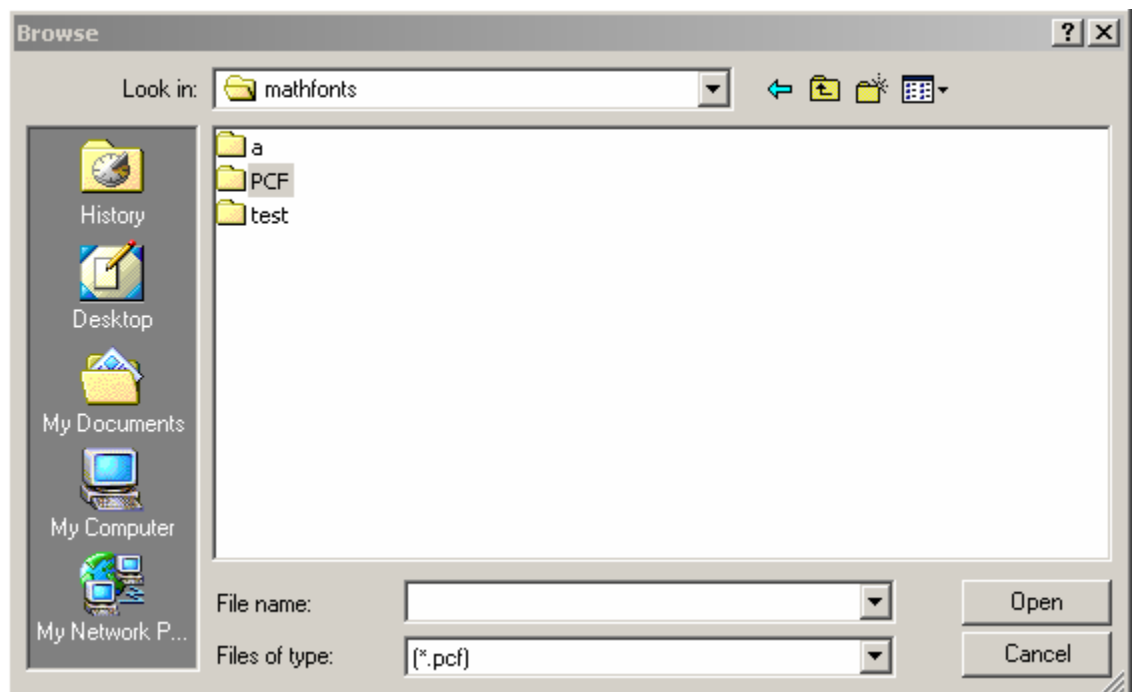 Browse
Look in: mathfonts
a
PCF
test
History
Desktop
My Documents
My Computer
My Network P...
File name:
Open
Files of type: (*.pcf)
Cancel